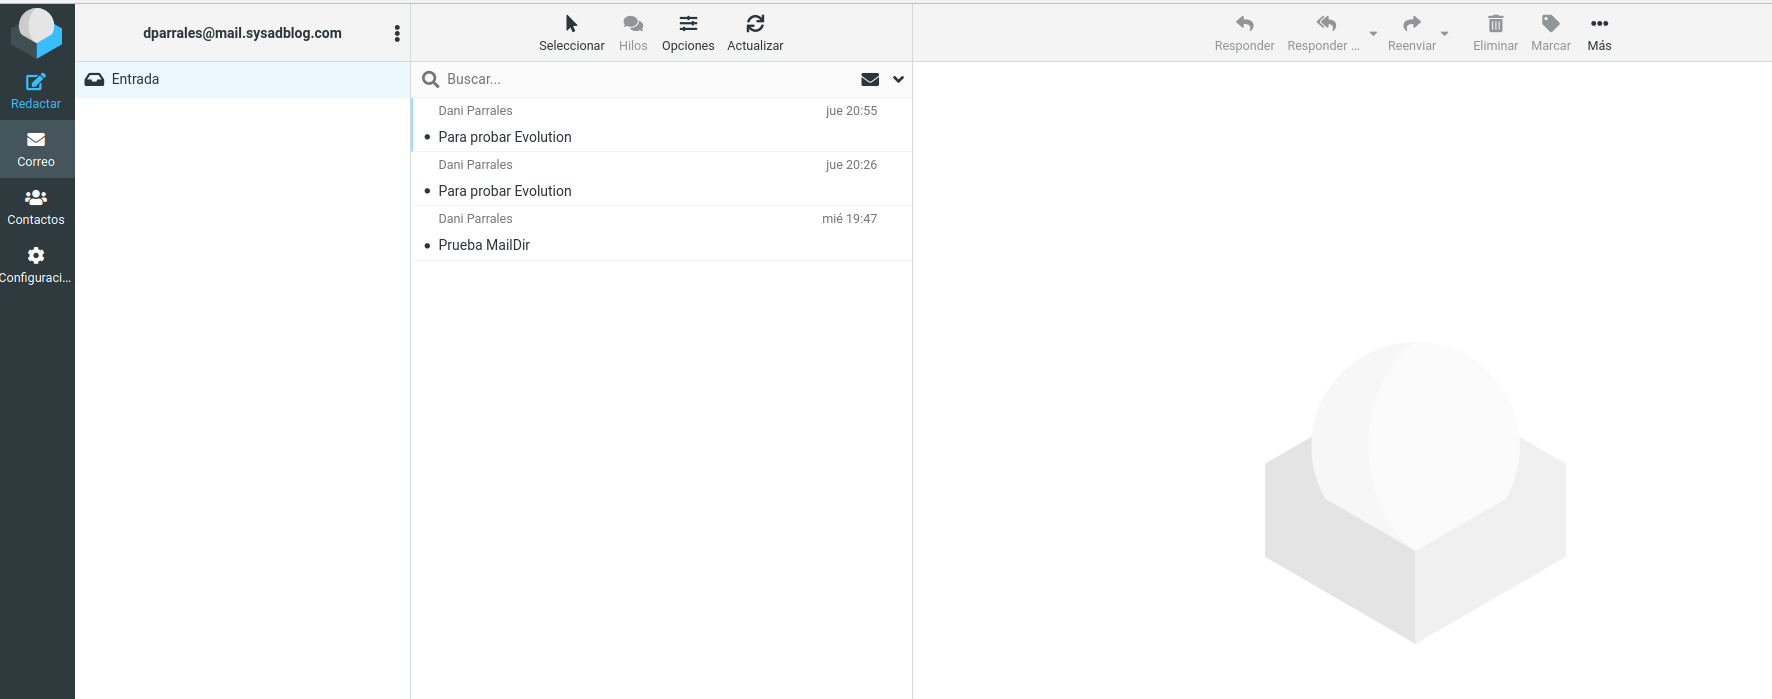 dparrales@mail.sysadblog.com
Seleccionar
Hilos
Opciones
Actualizar
Responder
Responder ...
Reenviar
Eliminar
Marcar
Más
Redactar
Correo
Contactos
Configuraci...
Entrada
Buscar...
Dani Parrales jue 20:55
Para probar Evolution
Dani Parrales jue 20:26
Para probar Evolution
Dani Parrales mié 19:47
Prueba MailDir